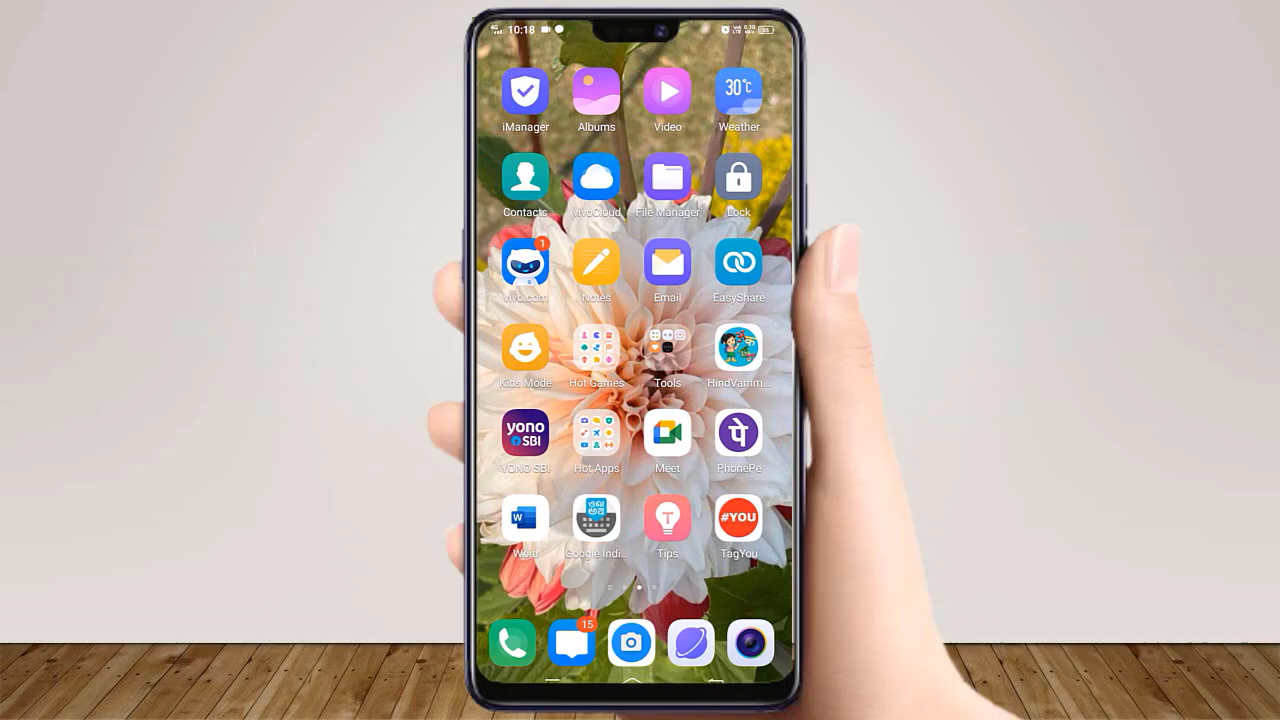 4G 10:18
iManager Albums Video Weather
30°C
Contacts vivoCloud File Manager Lock
1
vivo.com Notes Email EasyShare
Kids Mode Hot Games Tools HindVamm...
yono SBI
पे
YONO SBI Hot Apps Meet PhonePe
W
T
#YOU
Word Google Indi... Tips TagYou
15